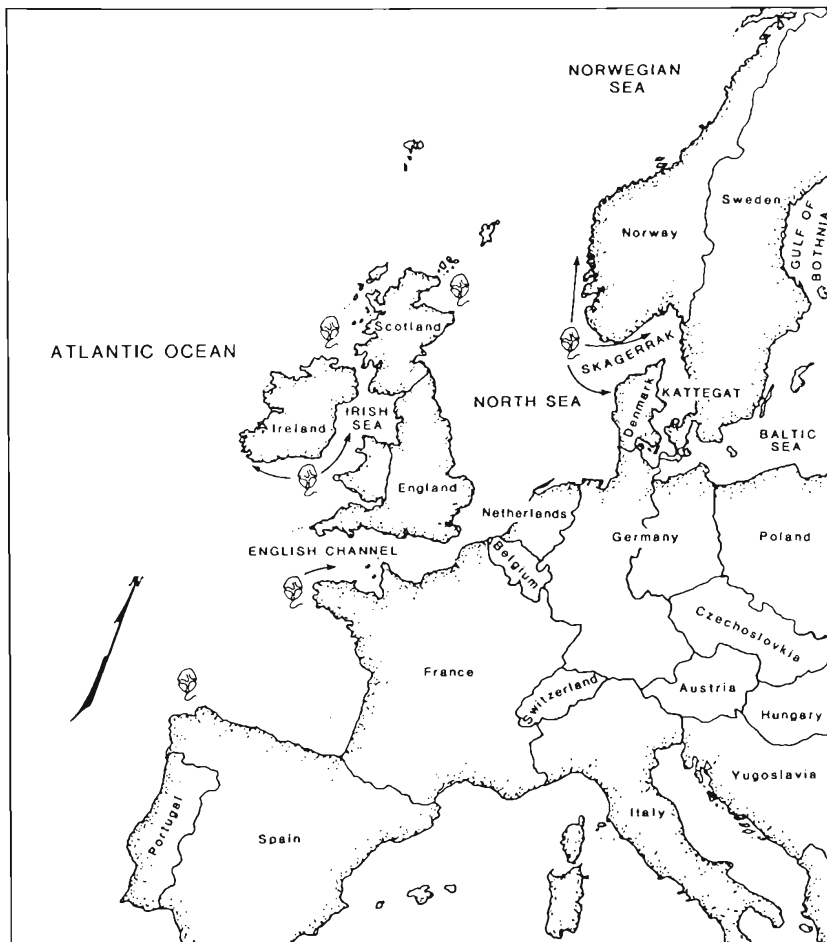 NORWEGIAN
SEA
Sweden
GULF OF
BOTHNIA
Norway
Scotland
ATLANTIC OCEAN
SKAGERRAK
NORTH SEA
Denmark
KATTEGAT
IRISH
SEA
Ireland
BALTIC
SEA
England
Netherlands
Germany
Poland
ENGLISH CHANNEL
Belgium
N
Czechoslovkia
France
Switzerland
Austria
Hungary
Yugoslavia
Portugal
Spain
Italy